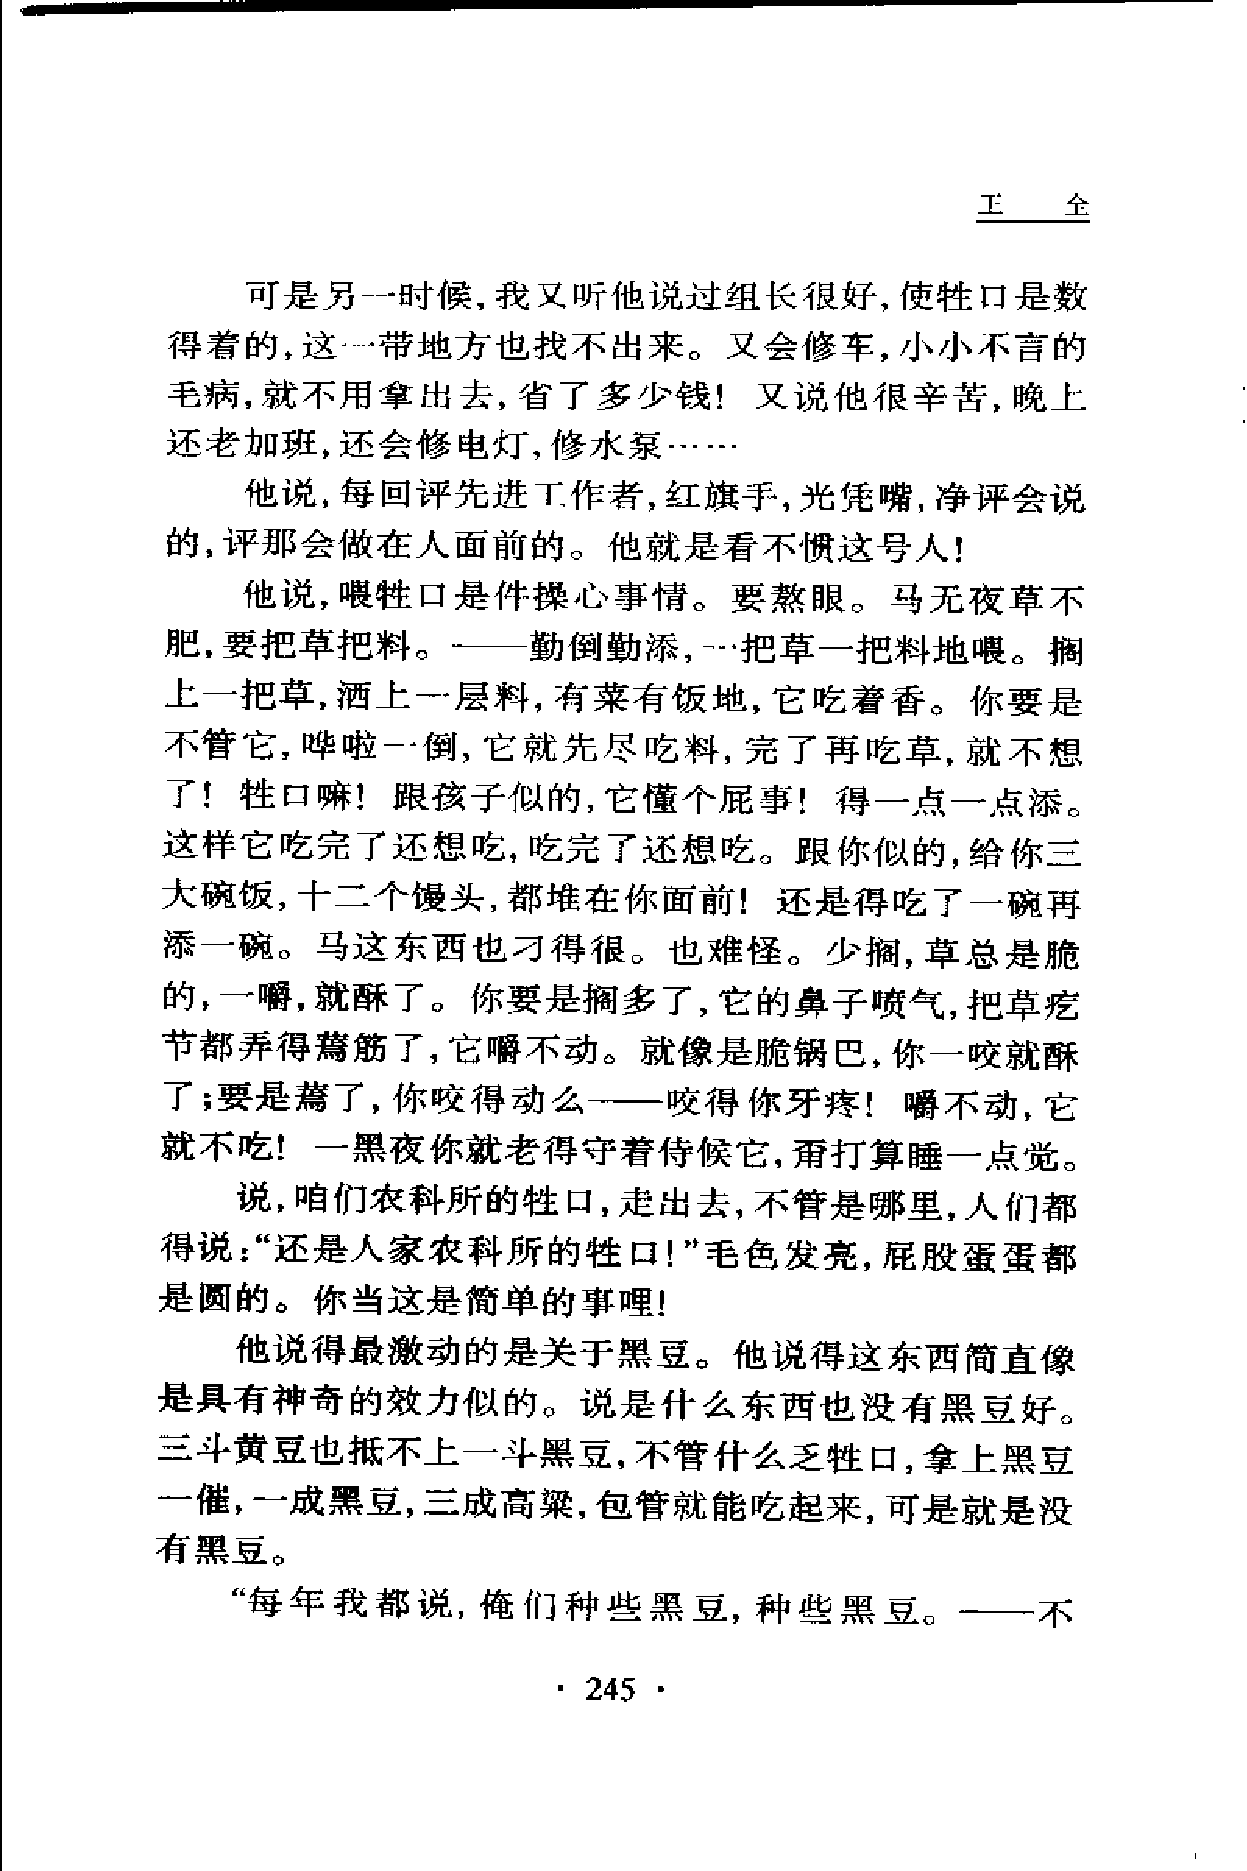 王　　全
可是另一时候,我又听他说过组长很好,使牲口是数
得着的,这一带地方也找不出来。又会修车,小小不言的
毛病,就不用拿出去,省了多少钱！又说他很辛苦,晚上
还老加班,还会修电灯,修水泵……
他说,每回评先进工作者,红旗手,光凭嘴,净评会说
的,评那会做在人面前的。他就是看不惯这号人！
他说,喂牲口是件操心事情。要熬眼。马无夜草不
肥,要把草把料。——勤倒勤添,一把草一把料地喂。搁
上一把草,洒上一层料,有菜有饭地,它吃着香。你要是
不管它,哗啦一倒,它就先尽吃料,完了再吃草,就不想
了！牲口嘛！跟孩子似的,它懂个屁事！得一点一点添。
这样它吃完了还想吃,吃完了还想吃。跟你似的,给你三
大碗饭,十二个馒头,都堆在你面前！还是得吃了一碗再
添一碗。马这东西也刁得很。也难怪。少搁,草总是脆
的,一嚼,就酥了。你要是搁多了,它的鼻子喷气,把草疙
节都弄得蔫筋了,它嚼不动。就像是脆锅巴,你一咬就酥
了;要是蔫了,你咬得动么——咬得你牙疼！嚼不动,它
就不吃！一黑夜你就老得守着侍候它,甭打算睡一点觉。
说,咱们农科所的牲口,走出去,不管是哪里,人们都
得说:“还是人家农科所的牲口！”毛色发亮,屁股蛋蛋都
是圆的。你当这是简单的事哩！
他说得最激动的是关于黑豆。他说得这东西简直像
是具有神奇的效力似的。说是什么东西也没有黑豆好。
三斗黄豆也抵不上一斗黑豆,不管什么乏牲口,拿上黑豆
一催,一成黑豆,三成高粱,包管就能吃起来,可是就是没
有黑豆。
“每年我都说,俺们种些黑豆,种些黑豆。——不
· 245 ·